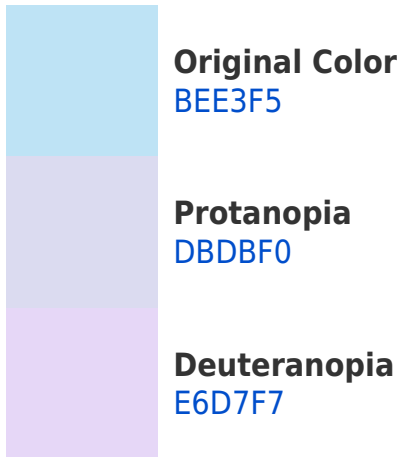 Original Color
BEE3F5
Protanopia
DBDBF0
Deuteranopia
E6D7F7